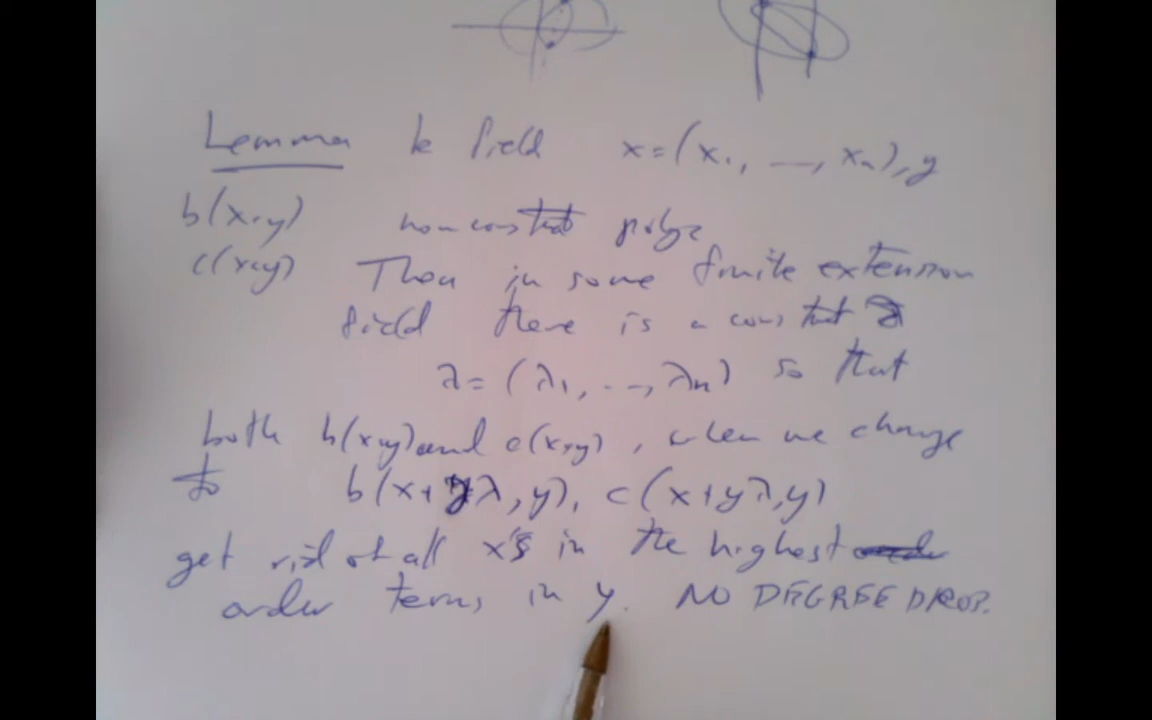 Lemma k field x=(x₁, ..., xₙ), y
b(x,y) nonconstant polys
c(x,y) Then in some finite extension
field there is a constant
λ = (λ₁, ..., λₙ) so that
both b(x,y) and c(x,y), when we change
to b(x+yλ, y), c(x+yλ, y)
get rid of all x's in the highest
order terms in y. NO DEGREE DROP.